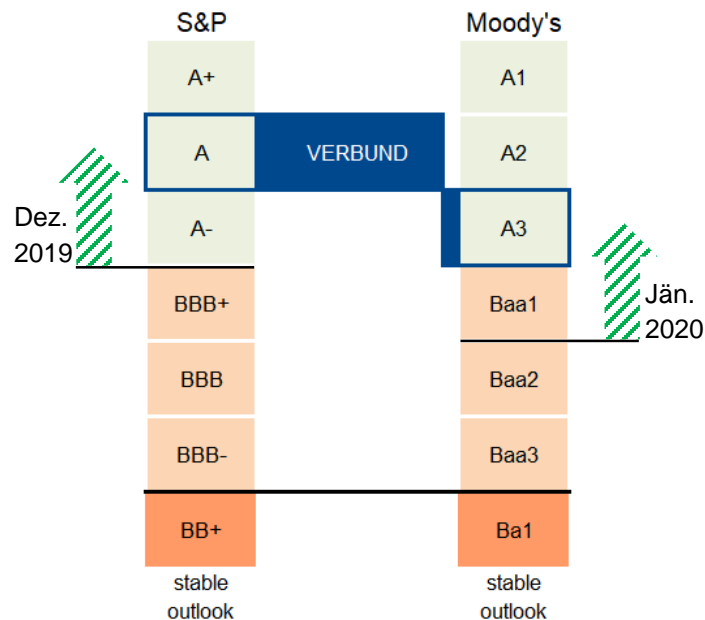 S&P Moody's
A+ A1
A VERBUND A2
Dez.
2019
A- A3
BBB+ Baa1
Jän.
2020
BBB Baa2
BBB- Baa3
BB+ Ba1
stable stable
outlook outlook